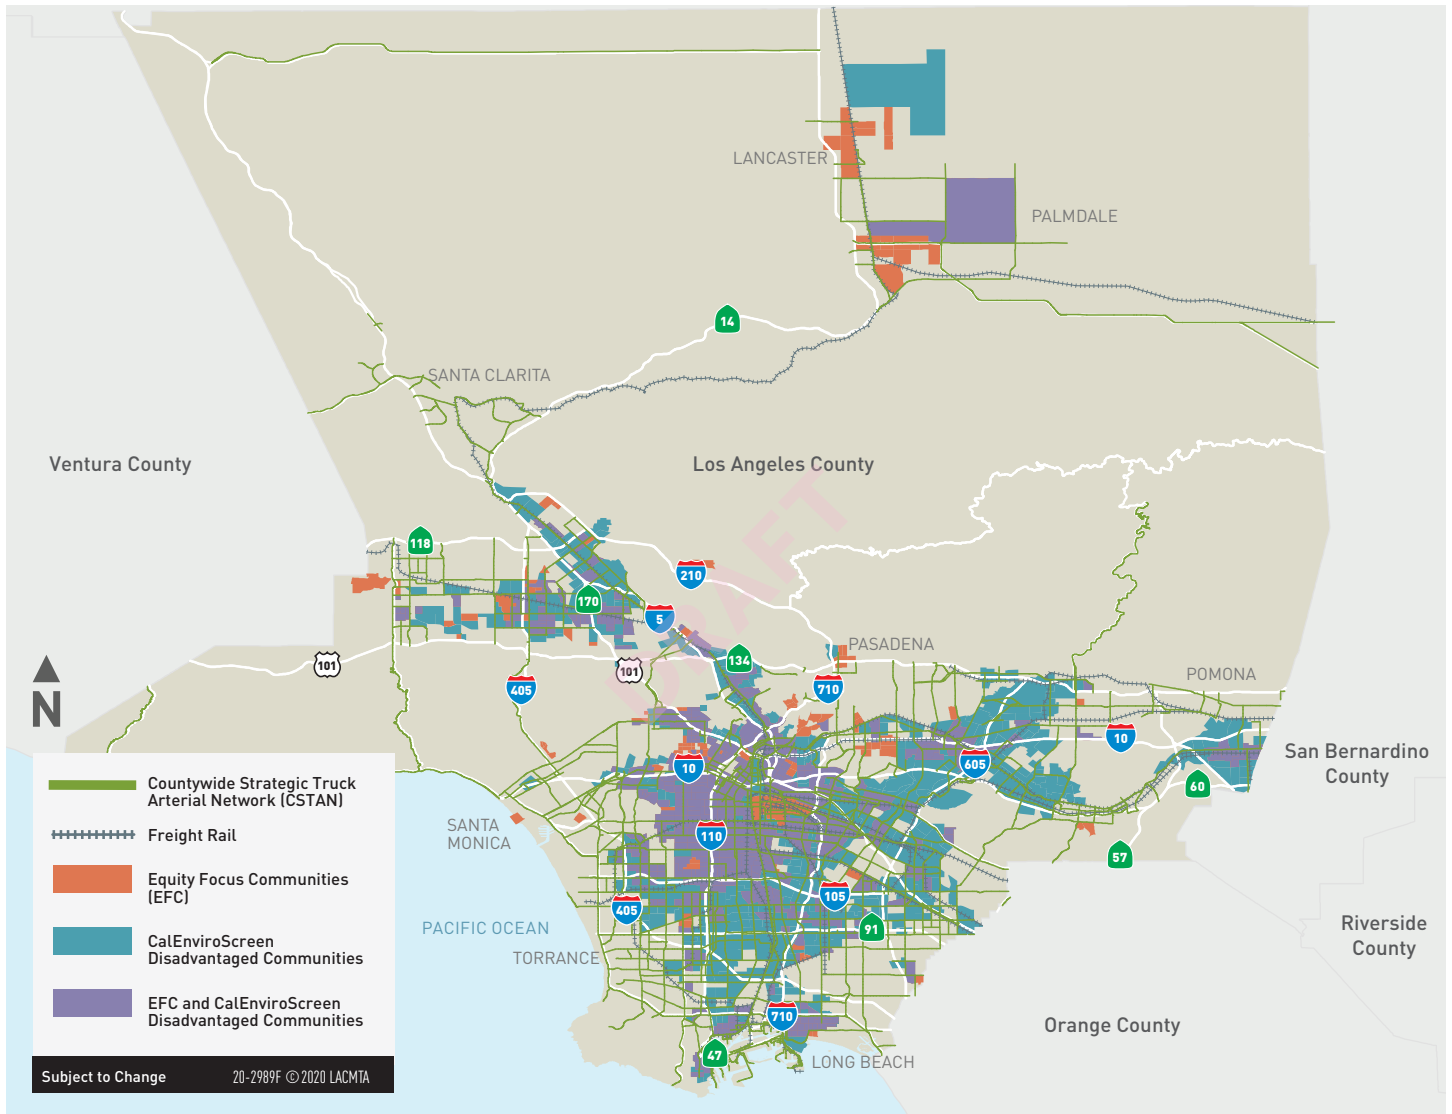 LANCASTER
PALMDALE
14
SANTA CLARITA
Ventura County
Los Angeles County
DRAFT
118
210
170
5
101
101
134
PASADENA
405
710
POMONA
10
San Bernardino
County
605
10
60
SANTA
MONICA
110
57
405
105
91
PACIFIC OCEAN
TORRANCE
Riverside
County
710
Orange County
47
LONG BEACH
N
Countywide Strategic Truck
Arterial Network (CSTAN)
Freight Rail
Equity Focus Communities
(EFC)
CalEnviroScreen
Disadvantaged Communities
EFC and CalEnviroScreen
Disadvantaged Communities
Subject to Change 20-2989F © 2020 LACMTA